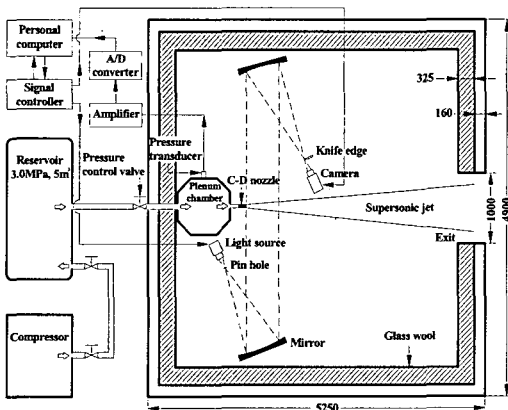 Personal
computer
A/D
converter
Signal
controller
Amplifier
Reservoir
3.0MPa, 5m³
Pressure
control valve
Pressure
transducer
Plenum
chamber
C-D nozzle
Knife edge
Camera
325
160
Supersonic jet
1000
4900
Exit
Light source
Pin hole
Compressor
Mirror
Glass wool
5250